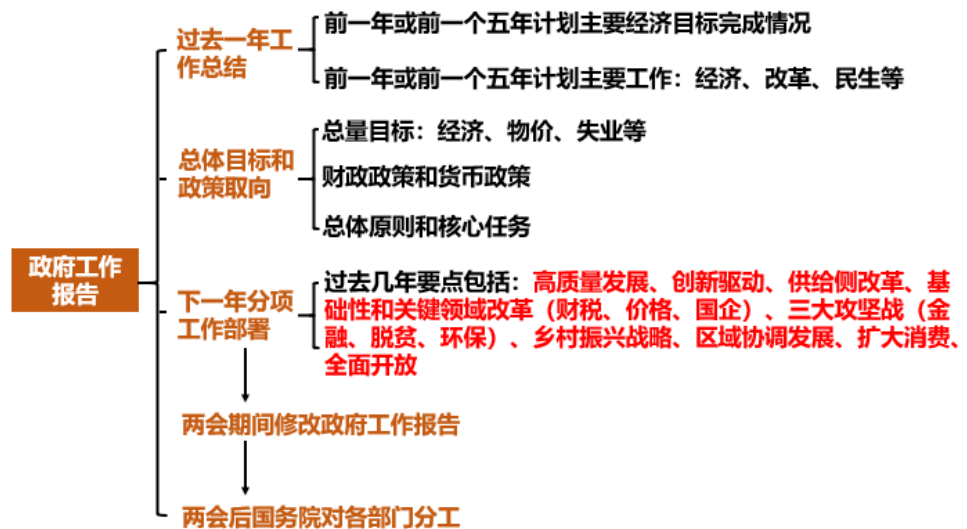 政府工作
报告
过去一年工
作总结
前一年或前一个五年计划主要经济目标完成情况
前一年或前一个五年计划主要工作：经济、改革、民生等
总体目标和
政策取向
总量目标：经济、物价、失业等
财政政策和货币政策
总体原则和核心任务
下一年分项
工作部署
过去几年要点包括：高质量发展、创新驱动、供给侧改革、基
础性和关键领域改革（财税、价格、国企）、三大攻坚战（金
融、脱贫、环保）、乡村振兴战略、区域协调发展、扩大消费、
全面开放
两会期间修改政府工作报告
两会后国务院对各部门分工